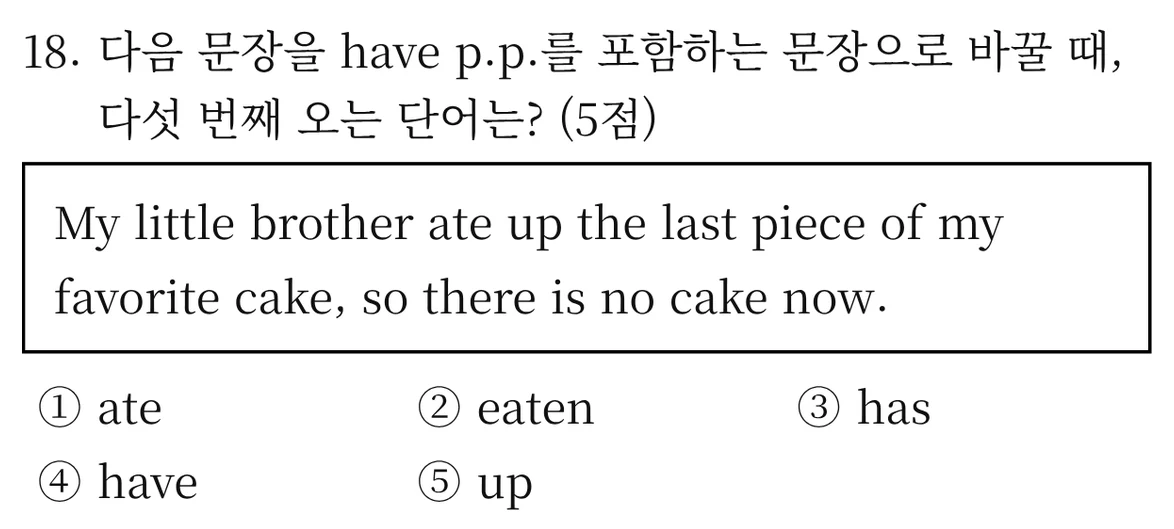 18. 다음 문장을 have p.p.를 포함하는 문장으로 바꿀 때,
다섯 번째 오는 단어는? (5점)
My little brother ate up the last piece of my
favorite cake, so there is no cake now.
① ate ② eaten ③ has
④ have ⑤ up